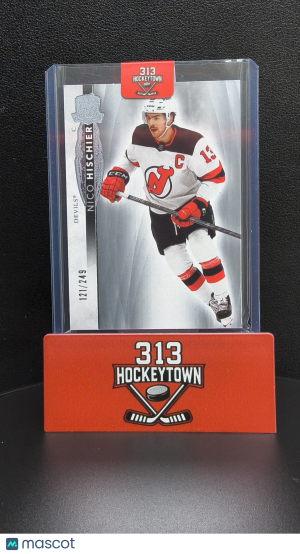 313
HOCKEYTOWN
NICO HISCHIER
DEVILS®
121/249
C
13
313
HOCKEYTOWN
mascot